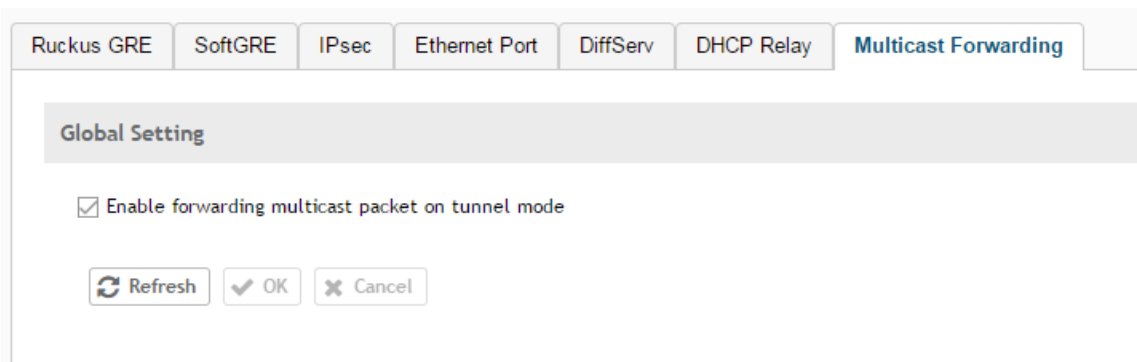 Ruckus GRE SoftGRE IPsec Ethernet Port DiffServ DHCP Relay Multicast Forwarding
Global Setting
Enable forwarding multicast packet on tunnel mode
Refresh OK Cancel